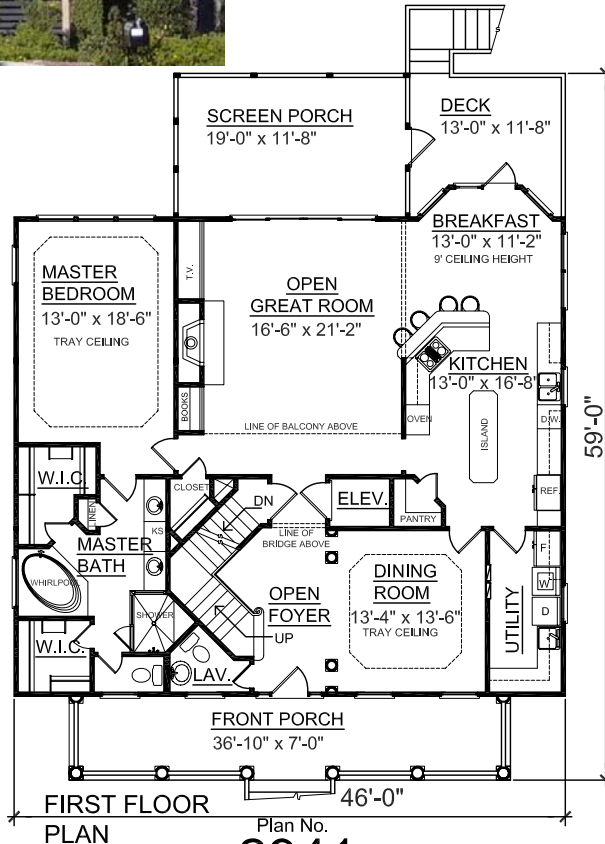 SCREEN PORCH
19'-0" x 11'-8"
DECK
13'-0" x 11'-8"
BREAKFAST
13'-0" x 11'-2"
9' CEILING HEIGHT
MASTER
BEDROOM
13'-0" x 18'-6"
TRAY CEILING
T.V.
OPEN
GREAT ROOM
16'-6" x 21'-2"
KITCHEN
13'-0" x 16'-8"
BOOKS
OVEN
ISLAND
D.W.
LINE OF BALCONY ABOVE
59'-0"
W.I.C.
CLOSET
DN
ELEV.
PANTRY
REF.
LINEN
KS
LINE OF
BRIDGE ABOVE
MASTER
BATH
WHIRLPOOL
SHOWER
OPEN
FOYER
UP
DINING
ROOM
13'-4" x 13'-6"
TRAY CEILING
UTILITY
F
W
D
W.I.C.
LAV.
FRONT PORCH
36'-10" x 7'-0"
46'-0"
FIRST FLOOR
PLAN
Plan No.